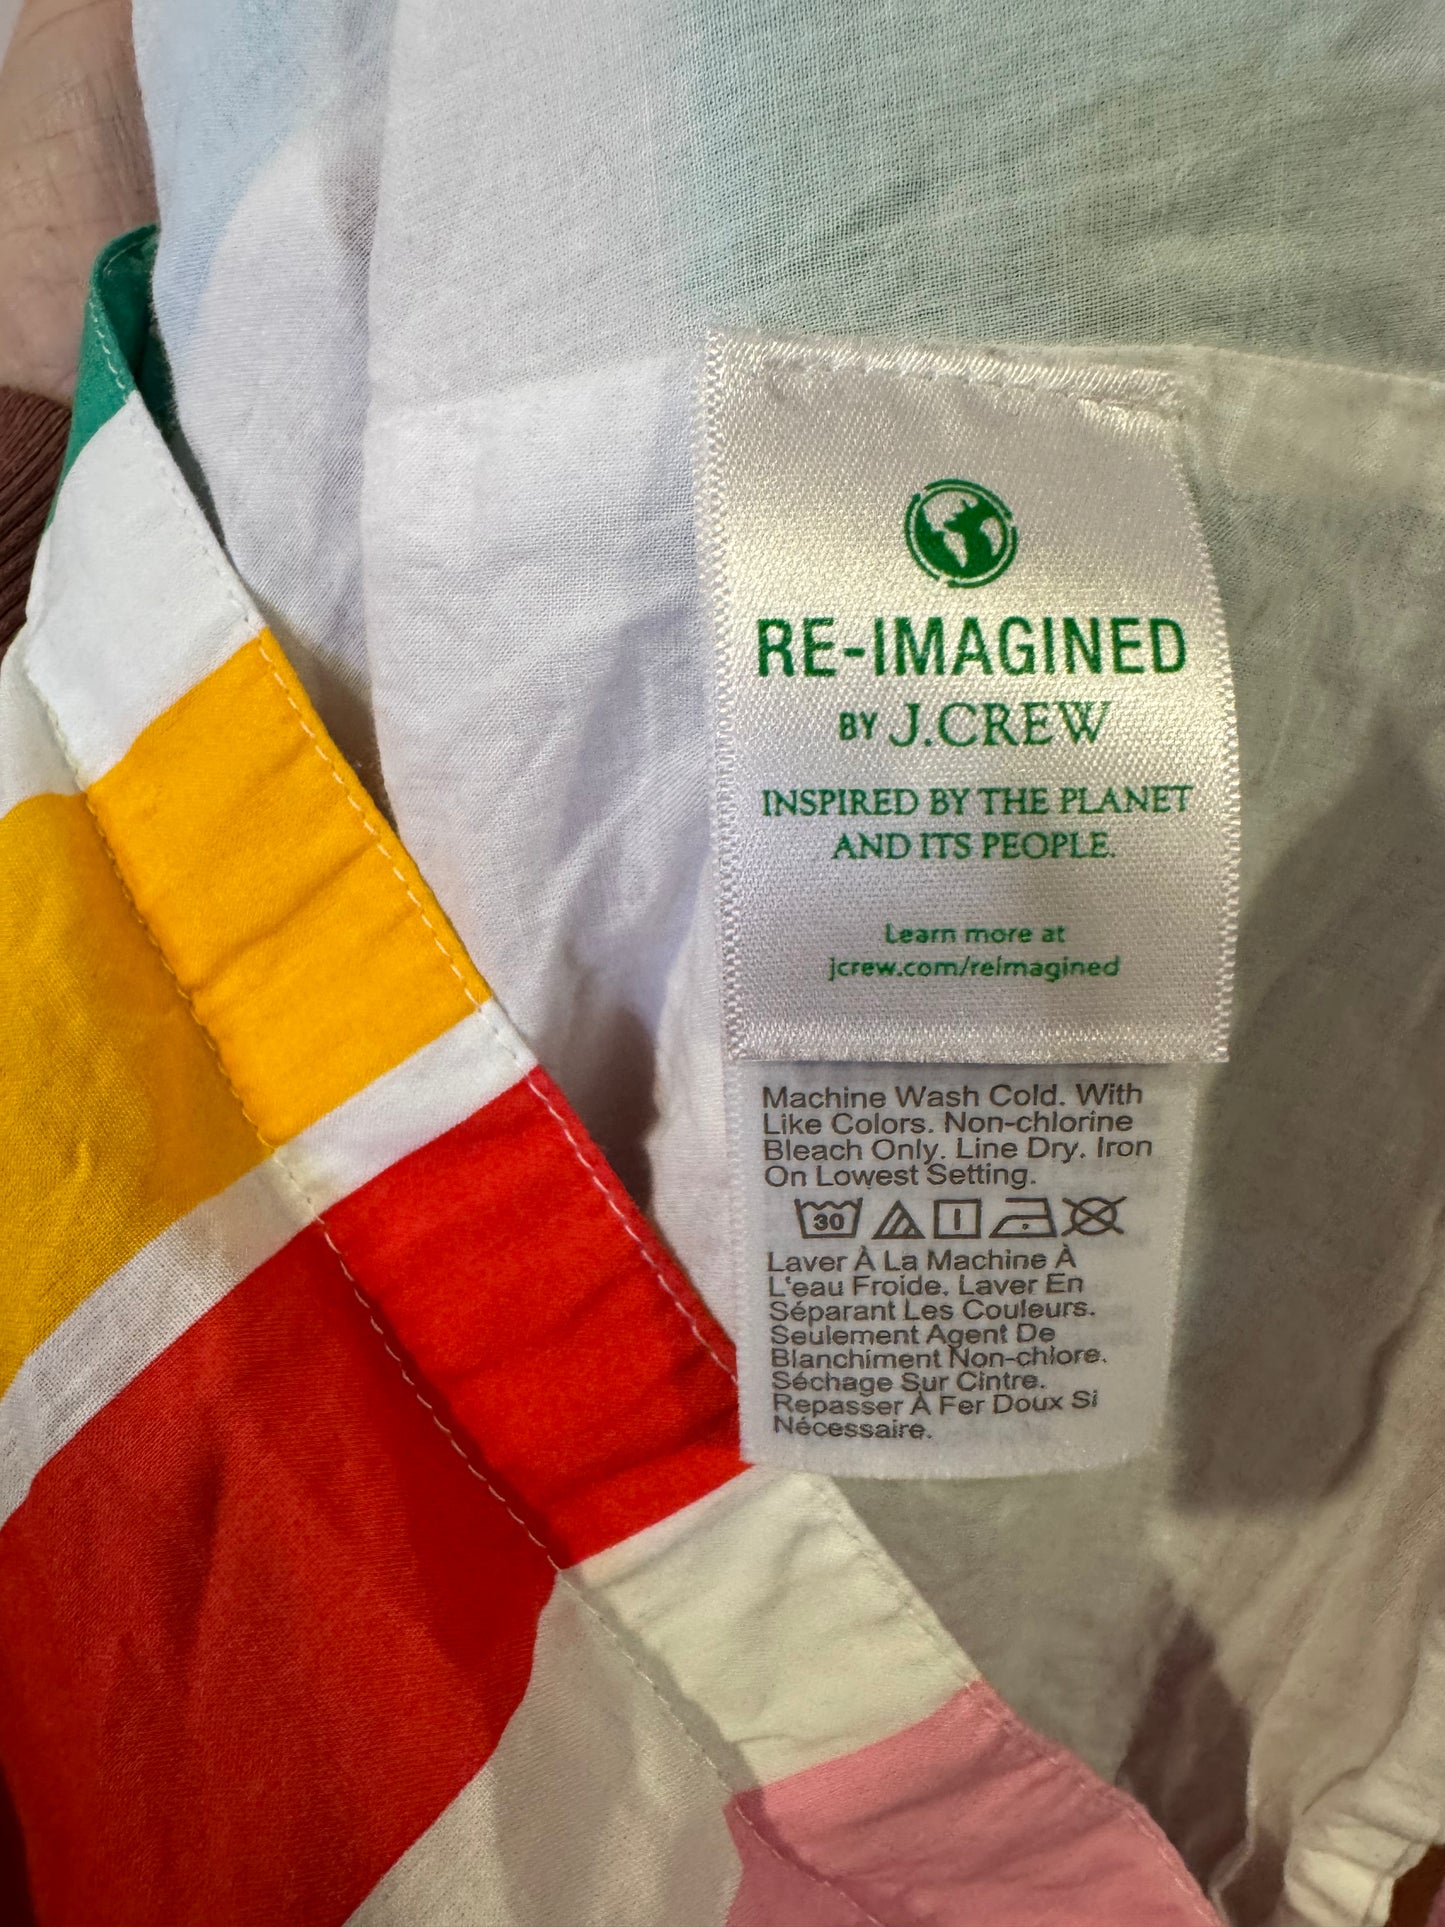 RE-IMAGINED
BY J.CREW
INSPIRED BY THE PLANET
AND ITS PEOPLE.
Learn more at
jcrew.com/reimagined
Machine Wash Cold. With
Like Colors. Non-chlorine
Bleach Only. Line Dry. Iron
On Lowest Setting.
30
Laver À La Machine À
L'eau Froide. Laver En
Séparant Les Couleurs.
Seulement Agent De
Blanchiment Non-chlore.
Séchage Sur Cintre.
Repasser À Fer Doux Si
Nécessaire.